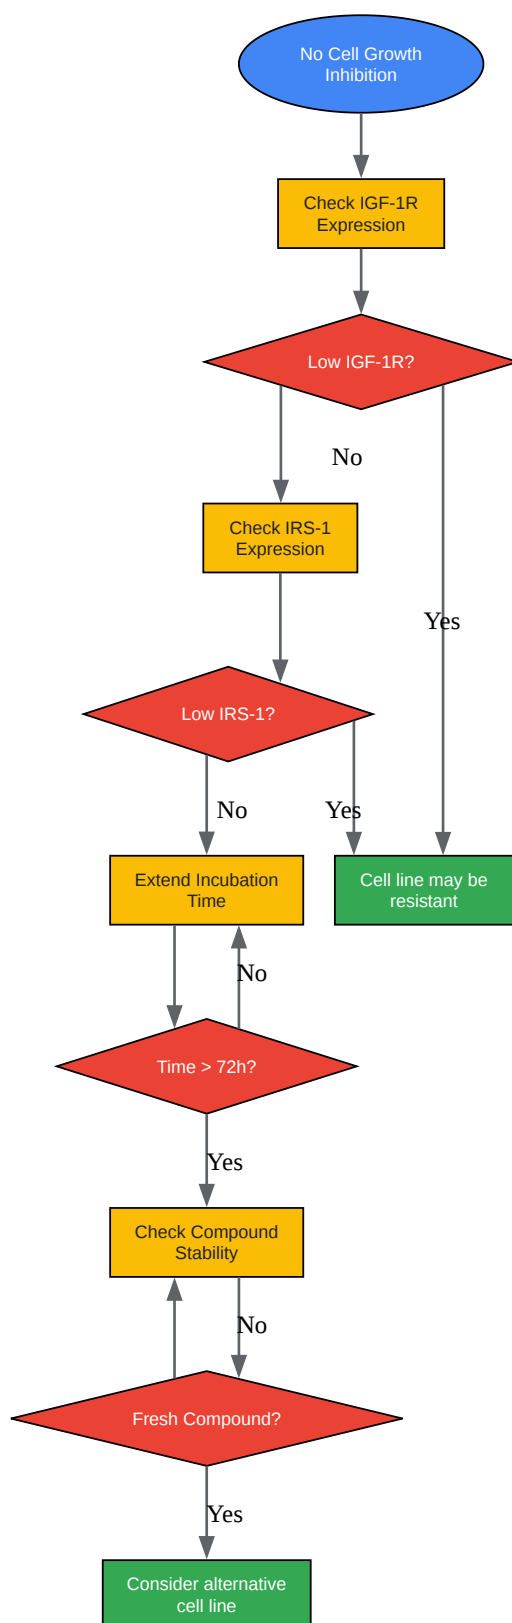 No Cell Growth
Inhibition
Check IGF-1R
Expression
Low IGF-1R?
No
Check IRS-1
Expression
Yes
Low IRS-1?
No
Yes
Extend Incubation
Time
Cell line may be
resistant
No
Time > 72h?
Yes
Check Compound
Stability
No
Fresh Compound?
Yes
Consider alternative
cell line